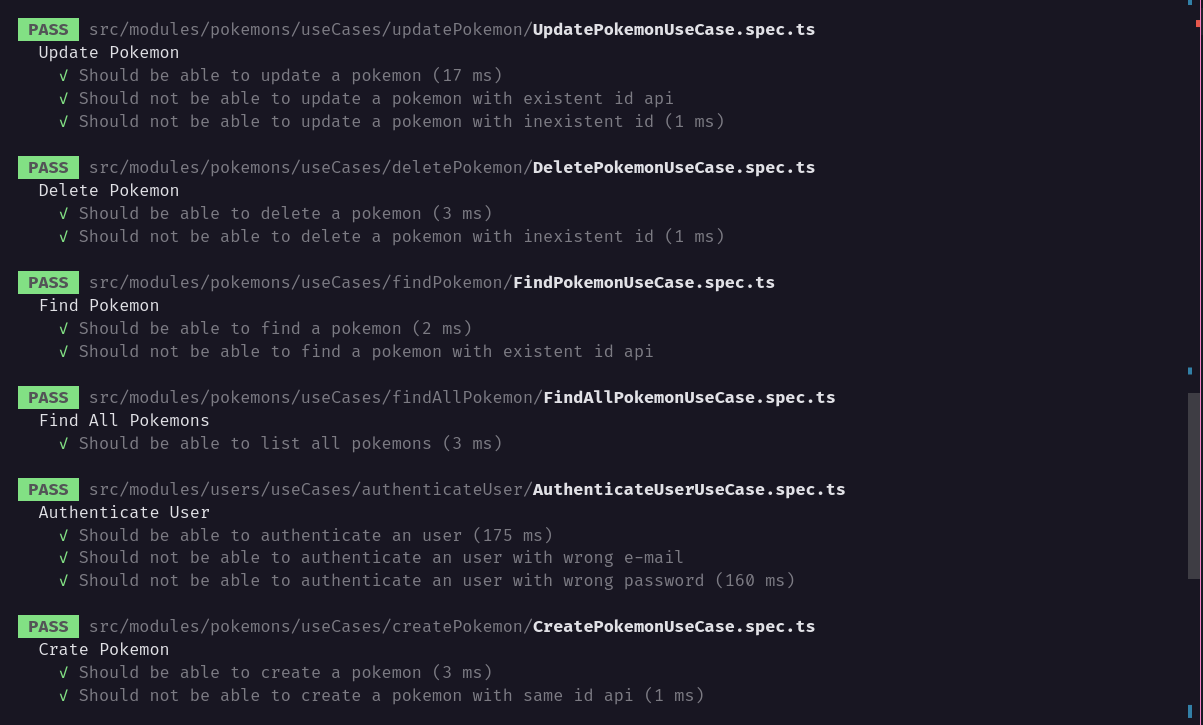 PASS src/modules/pokemons/useCases/updatePokemon/UpdatePokemonUseCase.spec.ts
Update Pokemon
√ Should be able to update a pokemon (17 ms)
√ Should not be able to update a pokemon with existent id api
√ Should not be able to update a pokemon with inexistent id (1 ms)
PASS src/modules/pokemons/useCases/deletePokemon/DeletePokemonUseCase.spec.ts
Delete Pokemon
√ Should be able to delete a pokemon (3 ms)
√ Should not be able to delete a pokemon with inexistent id (1 ms)
PASS src/modules/pokemons/useCases/findPokemon/FindPokemonUseCase.spec.ts
Find Pokemon
√ Should be able to find a pokemon (2 ms)
√ Should not be able to find a pokemon with existent id api
PASS src/modules/pokemons/useCases/findAllPokemon/FindAllPokemonUseCase.spec.ts
Find All Pokemons
√ Should be able to list all pokemons (3 ms)
PASS src/modules/users/useCases/authenticateUser/AuthenticateUserUseCase.spec.ts
Authenticate User
√ Should be able to authenticate an user (175 ms)
√ Should not be able to authenticate an user with wrong e-mail
√ Should not be able to authenticate an user with wrong password (160 ms)
PASS src/modules/pokemons/useCases/createPokemon/CreatePokemonUseCase.spec.ts
Crate Pokemon
√ Should be able to create a pokemon (3 ms)
√ Should not be able to create a pokemon with same id api (1 ms)